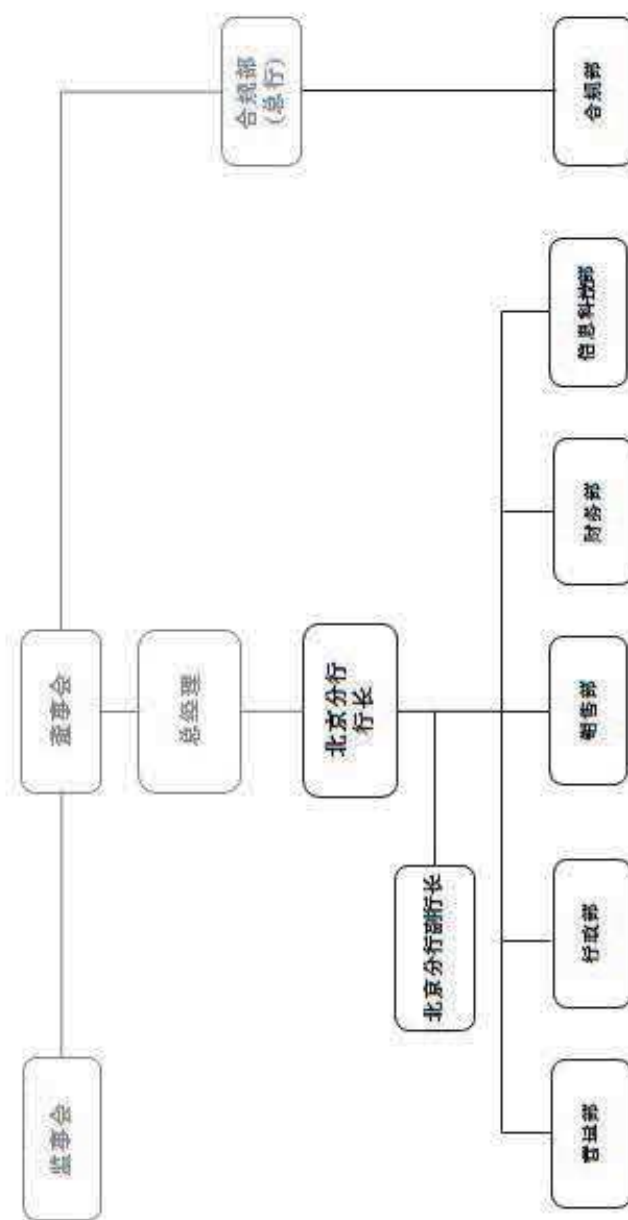 监事会
董事会
总经理
合规部
(总行)
北京分行
行长
北京分行副行长
营业部
行政部
销售部
财务部
信息科技部
合规部